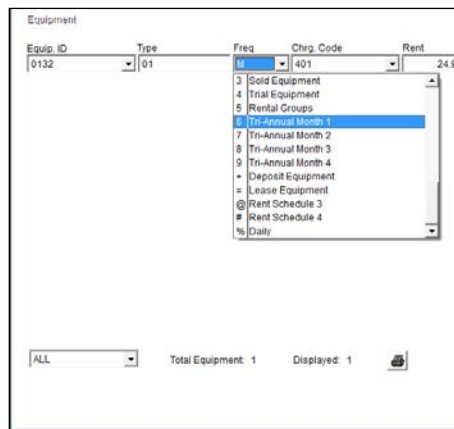 Equipment
Equip. ID Type Freq Chrg. Code Rent
0132 01 M 401 24.9
3 Sold Equipment
4 Trial Equipment
5 Rental Groups
6 Tri-Annual Month 1
7 Tri-Annual Month 2
8 Tri-Annual Month 3
9 Tri-Annual Month 4
+ Deposit Equipment
= Lease Equipment
@ Rent Schedule 3
# Rent Schedule 4
% Daily
ALL Total Equipment: 1 Displayed: 1